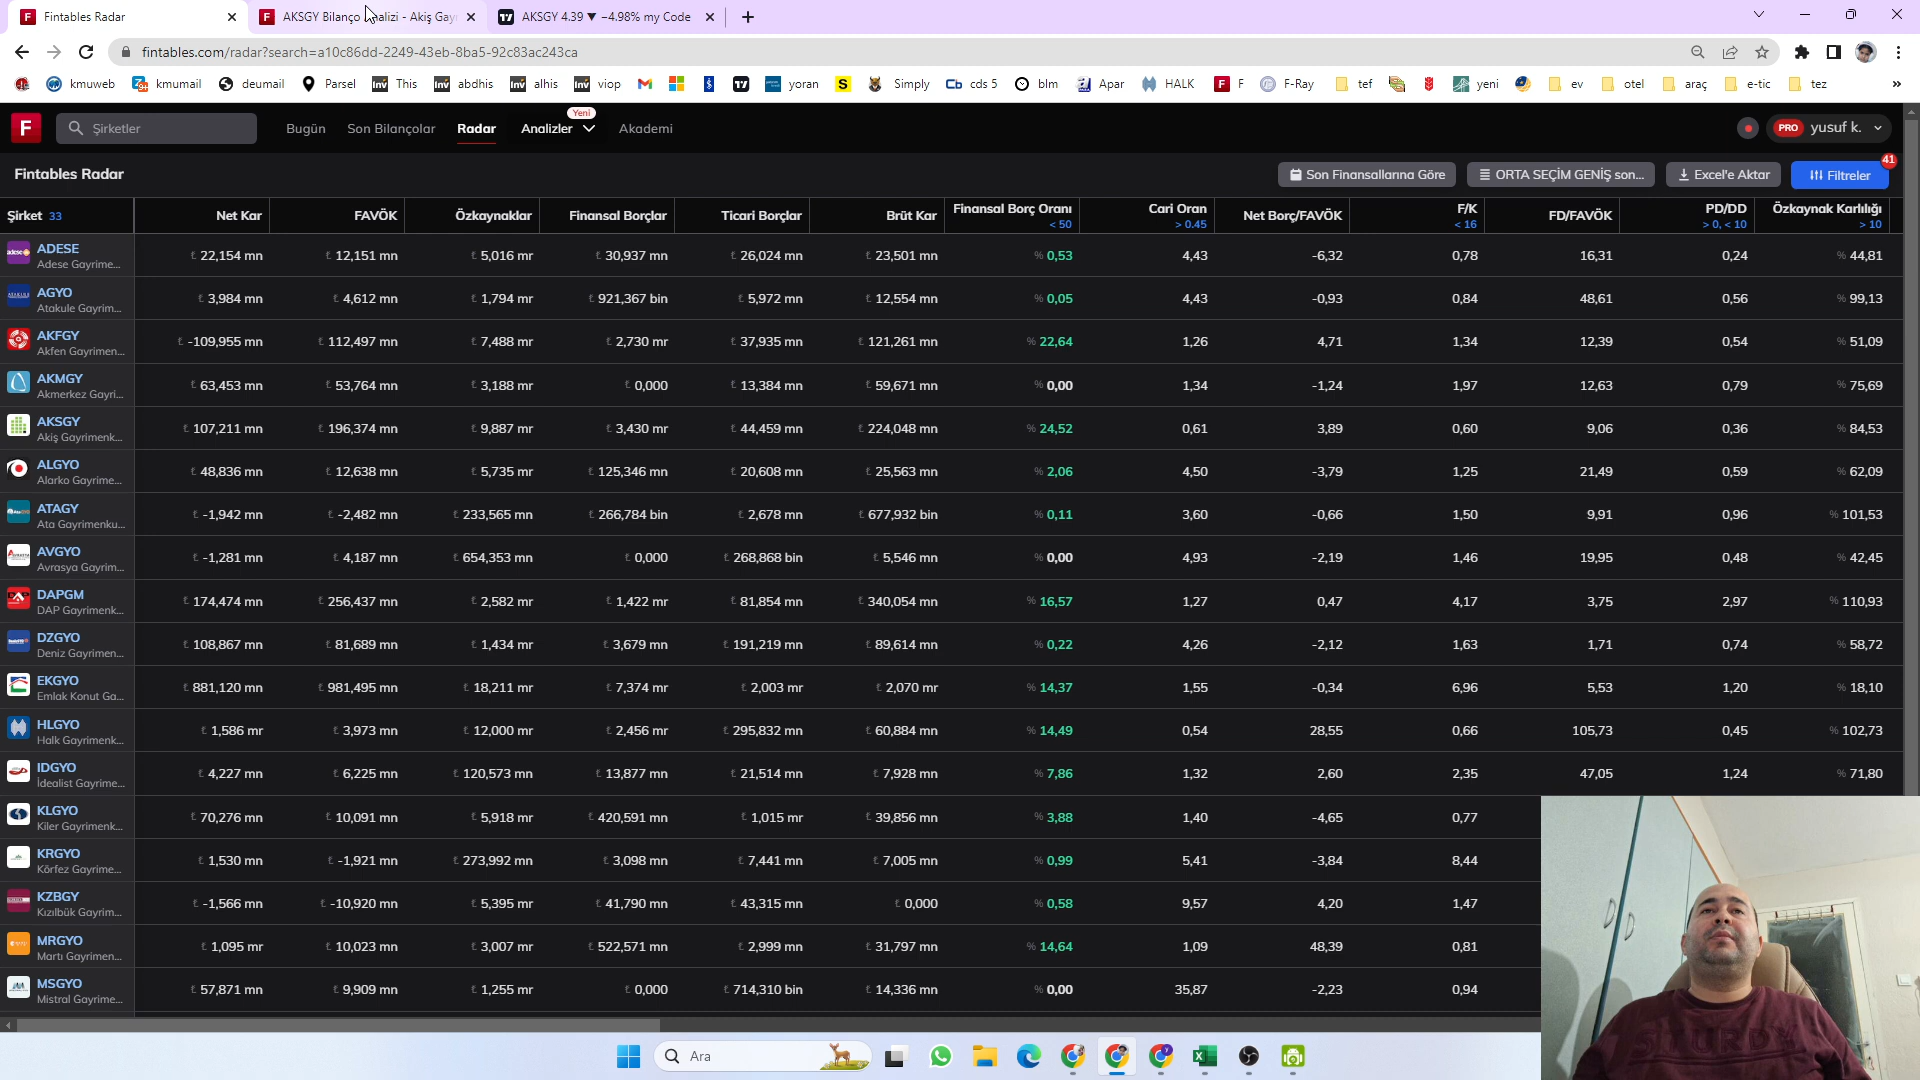 Fintables Radar
AKSGY Bilanço Analizi - Akiş Gayr
AKSGY 4.39 ▼ −4.98% my Code
fintables.com/radar?search=a10c86dd-2249-43eb-8ba5-92c83ac243ca
kmuweb kmumail deumail Parsel This abdhis alhis viop yoran Simply cds 5 blm Apar HALK F F-Ray tef yeni ev otel araç e-tic tez »
Şirketler
Bugün Son Bilançolar Radar Analizler Yeni Akademi
PRO yusuf k.
Fintables Radar
Son Finansallarına Göre ORTA SEÇİM GENİŞ son... Excel'e Aktar Filtreler 41
Şirket 33 Net Kar FAVÖK Özkaynaklar Finansal Borçlar Ticari Borçlar Brüt Kar Finansal Borç Oranı < 50 Cari Oran > 0.45 Net Borç/FAVÖK F/K < 16 FD/FAVÖK PD/DD > 0, < 10 Özkaynak Karlılığı > 10
ADESE ₺ 22,154 mn ₺ 12,151 mn ₺ 5,016 mr ₺ 30,937 mn ₺ 26,024 mn ₺ 23,501 mn % 0,53 4,43 -6,32 0,78 16,31 0,24 % 44,81
Adese Gayrime...
AGYO ₺ 3,984 mn ₺ 4,612 mn ₺ 1,794 mr ₺ 921,367 bin ₺ 5,972 mn ₺ 12,554 mn % 0,05 4,43 -0,93 0,84 48,61 0,56 % 99,13
Atakule Gayrim...
AKFGY ₺ -109,955 mn ₺ 112,497 mn ₺ 7,488 mr ₺ 2,730 mr ₺ 37,935 mn ₺ 121,261 mn % 22,64 1,26 4,71 1,34 12,39 0,54 % 51,09
Akfen Gayrimen...
AKMGY ₺ 63,453 mn ₺ 53,764 mn ₺ 3,188 mr ₺ 0,000 ₺ 13,384 mn ₺ 59,671 mn % 0,00 1,34 -1,24 1,97 12,63 0,79 % 75,69
Akmerkez Gayri...
AKSGY ₺ 107,211 mn ₺ 196,374 mn ₺ 9,887 mr ₺ 3,430 mr ₺ 44,459 mn ₺ 224,048 mn % 24,52 0,61 3,89 0,60 9,06 0,36 % 84,53
Akiş Gayrimenk...
ALGYO ₺ 48,836 mn ₺ 12,638 mn ₺ 5,735 mr ₺ 125,346 mn ₺ 20,608 mn ₺ 25,563 mn % 2,06 4,50 -3,79 1,25 21,49 0,59 % 62,09
Alarko Gayrime...
ATAGY ₺ -1,942 mn ₺ -2,482 mn ₺ 233,565 mn ₺ 266,784 bin ₺ 2,678 mn ₺ 677,932 bin % 0,11 3,60 -0,66 1,50 9,91 0,96 % 101,53
Ata Gayrimenku...
AVGYO ₺ -1,281 mn ₺ 4,187 mn ₺ 654,353 mn ₺ 0,000 ₺ 268,868 bin ₺ 5,546 mn % 0,00 4,93 -2,19 1,46 19,95 0,48 % 42,45
Avrasya Gayrim...
DAPGM ₺ 174,474 mn ₺ 256,437 mn ₺ 2,582 mr ₺ 1,422 mr ₺ 81,854 mn ₺ 340,054 mn % 16,57 1,27 0,47 4,17 3,75 2,97 % 110,93
DAP Gayrimenk...
DZGYO ₺ 108,867 mn ₺ 81,689 mn ₺ 1,434 mr ₺ 3,679 mn ₺ 191,219 mn ₺ 89,614 mn % 0,22 4,26 -2,12 1,63 1,71 0,74 % 58,72
Deniz Gayrimen...
EKGYO ₺ 881,120 mn ₺ 981,495 mn ₺ 18,211 mr ₺ 7,374 mr ₺ 2,003 mr ₺ 2,070 mr % 14,37 1,55 -0,34 6,96 5,53 1,20 % 18,10
Emlak Konut Ga...
HLGYO ₺ 1,586 mr ₺ 3,973 mn ₺ 12,000 mr ₺ 2,456 mr ₺ 295,832 mn ₺ 60,884 mn % 14,49 0,54 28,55 0,66 105,73 0,45 % 102,73
Halk Gayrimenk...
IDGYO ₺ 4,227 mn ₺ 6,225 mn ₺ 120,573 mn ₺ 13,877 mn ₺ 21,514 mn ₺ 7,928 mn % 7,86 1,32 2,60 2,35 47,05 1,24 % 71,80
İdealist Gayrime...
KLGYO ₺ 70,276 mn ₺ 10,091 mn ₺ 5,918 mr ₺ 420,591 mn ₺ 1,015 mr ₺ 39,856 mn % 3,88 1,40 -4,65 0,77
Kiler Gayrimenk...
KRGYO ₺ 1,530 mn ₺ -1,921 mn ₺ 273,992 mn ₺ 3,098 mn ₺ 7,441 mn ₺ 7,005 mn % 0,99 5,41 -3,84 8,44
Körfez Gayrime...
KZBGY ₺ -1,566 mn ₺ -10,920 mn ₺ 5,395 mr ₺ 41,790 mn ₺ 43,315 mn ₺ 0,000 % 0,58 9,57 4,20 1,47
Kızılbük Gayrim...
MRGYO ₺ 1,095 mr ₺ 10,023 mn ₺ 3,007 mr ₺ 522,571 mn ₺ 2,999 mn ₺ 31,797 mn % 14,64 1,09 48,39 0,81
Martı Gayrimen...
MSGYO ₺ 57,871 mn ₺ 9,909 mn ₺ 1,255 mr ₺ 0,000 ₺ 714,310 bin ₺ 14,336 mn % 0,00 35,87 -2,23 0,94
Mistral Gayrime...
Ara